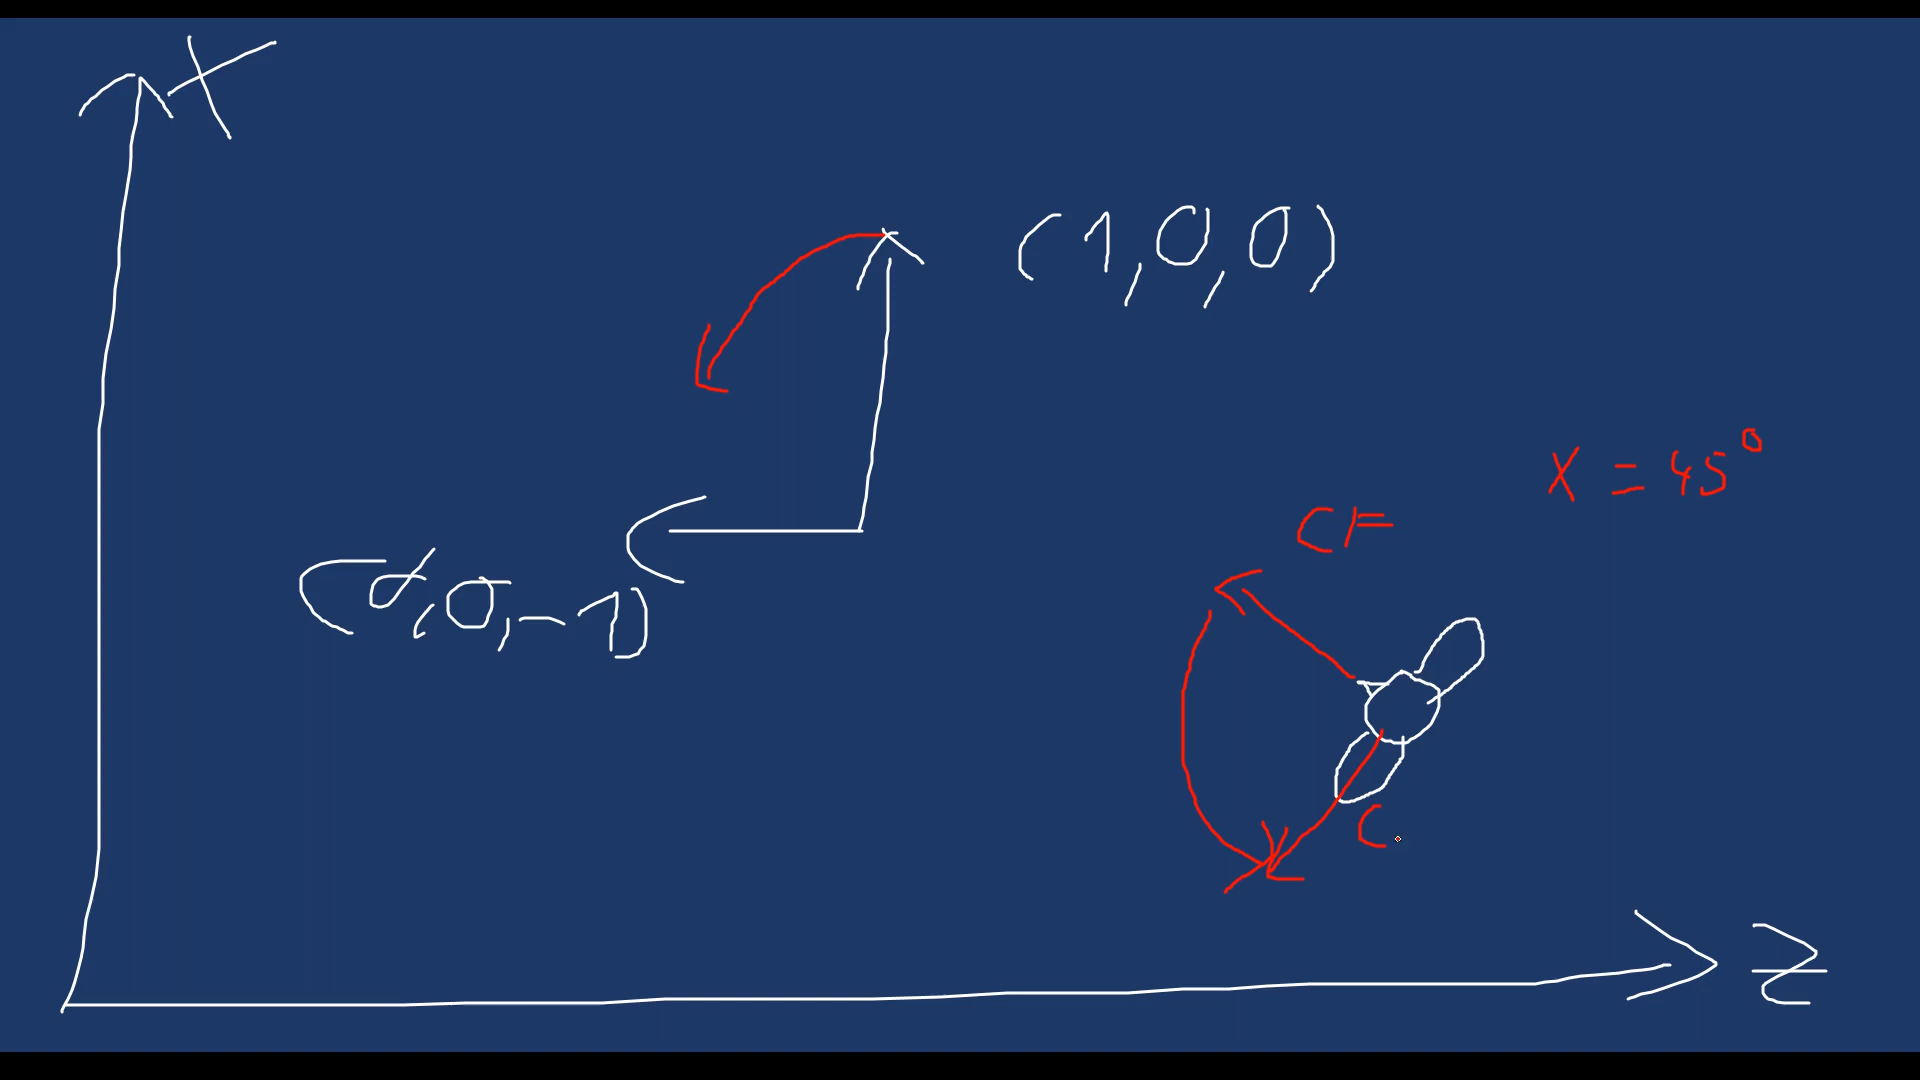 X
(1,0,0)
X = 45°
CF
(0,0,-1)
C
Z